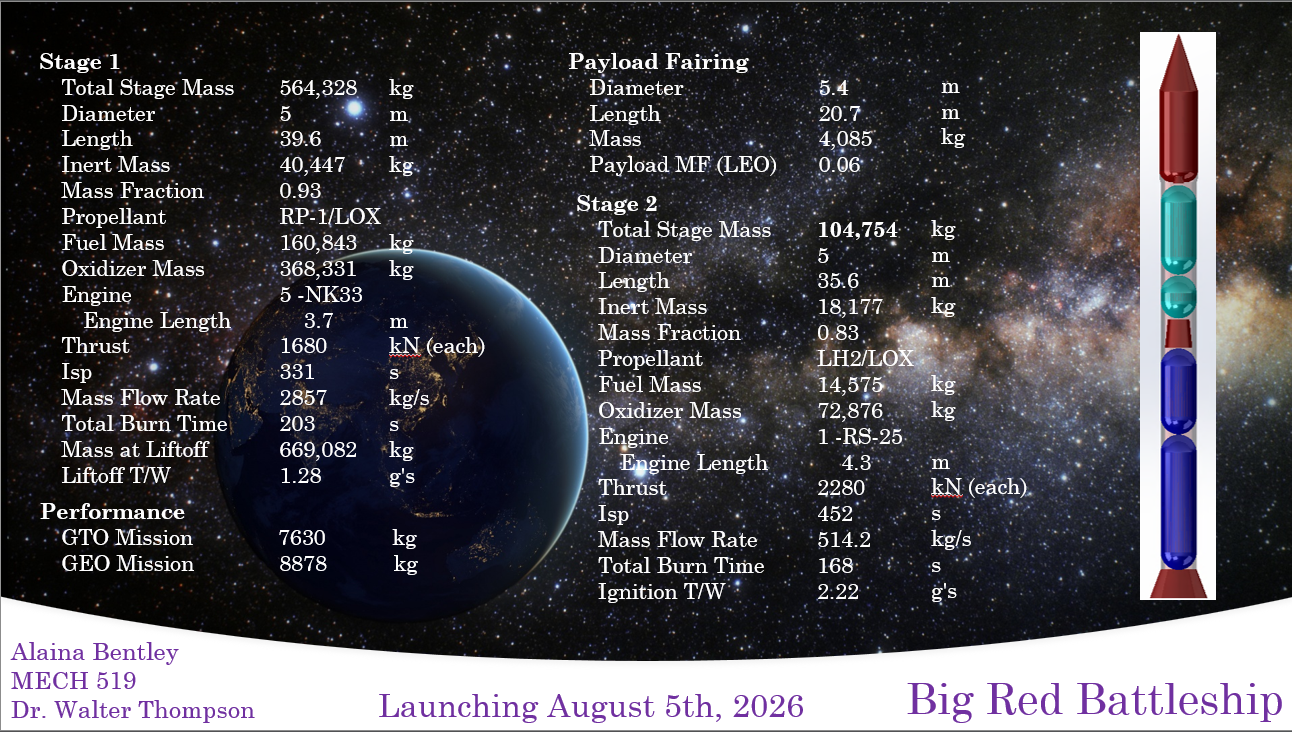 Stage 1
Total Stage Mass 564,328 kg
Diameter 5 m
Length 39.6 m
Inert Mass 40,447 kg
Mass Fraction 0.93
Propellant RP-1/LOX
Fuel Mass 160,843 kg
Oxidizer Mass 368,331 kg
Engine 5 -NK33
Engine Length 3.7 m
Thrust 1680 kN (each)
Isp 331 s
Mass Flow Rate 2857 kg/s
Total Burn Time 203 s
Mass at Liftoff 669,082 kg
Liftoff T/W 1.28 g's
Performance
GTO Mission 7630 kg
GEO Mission 8878 kg
Payload Fairing
Diameter 5.4 m
Length 20.7 m
Mass 4,085 kg
Payload MF (LEO) 0.06
Stage 2
Total Stage Mass 104,754 kg
Diameter 5 m
Length 35.6 m
Inert Mass 18,177 kg
Mass Fraction 0.83
Propellant LH2/LOX
Fuel Mass 14,575 kg
Oxidizer Mass 72,876 kg
Engine 1 -RS-25
Engine Length 4.3 m
Thrust 2280 kN (each)
Isp 452 s
Mass Flow Rate 514.2 kg/s
Total Burn Time 168 s
Ignition T/W 2.22 g's
Alaina Bentley
MECH 519
Dr. Walter Thompson
Launching August 5th, 2026
Big Red Battleship